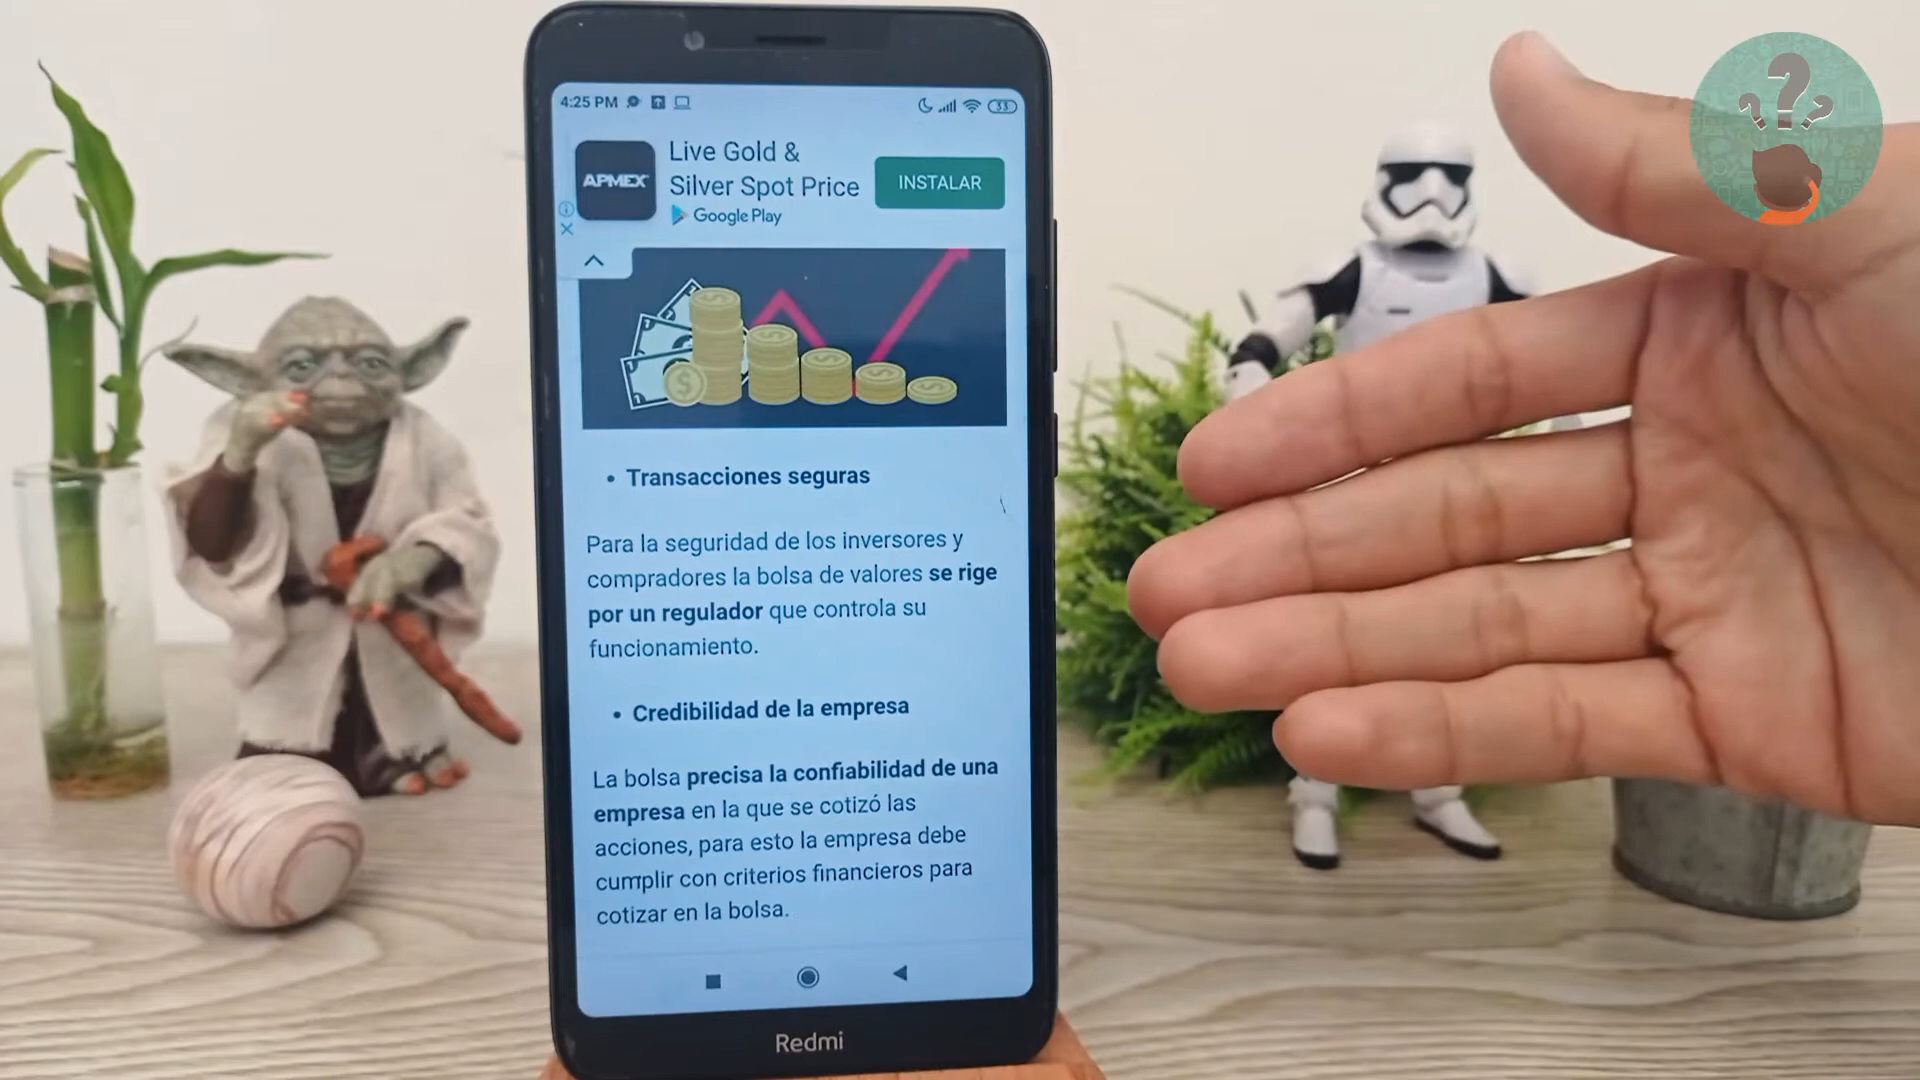 4:25 PM
33
APMEX
Live Gold &
Silver Spot Price
Google Play
INSTALAR
• Transacciones seguras
Para la seguridad de los inversores y
compradores la bolsa de valores se rige
por un regulador que controla su
funcionamiento.
• Credibilidad de la empresa
La bolsa precisa la confiabilidad de una
empresa en la que se cotizó las
acciones, para esto la empresa debe
cumplir con criterios financieros para
cotizar en la bolsa.
Redmi